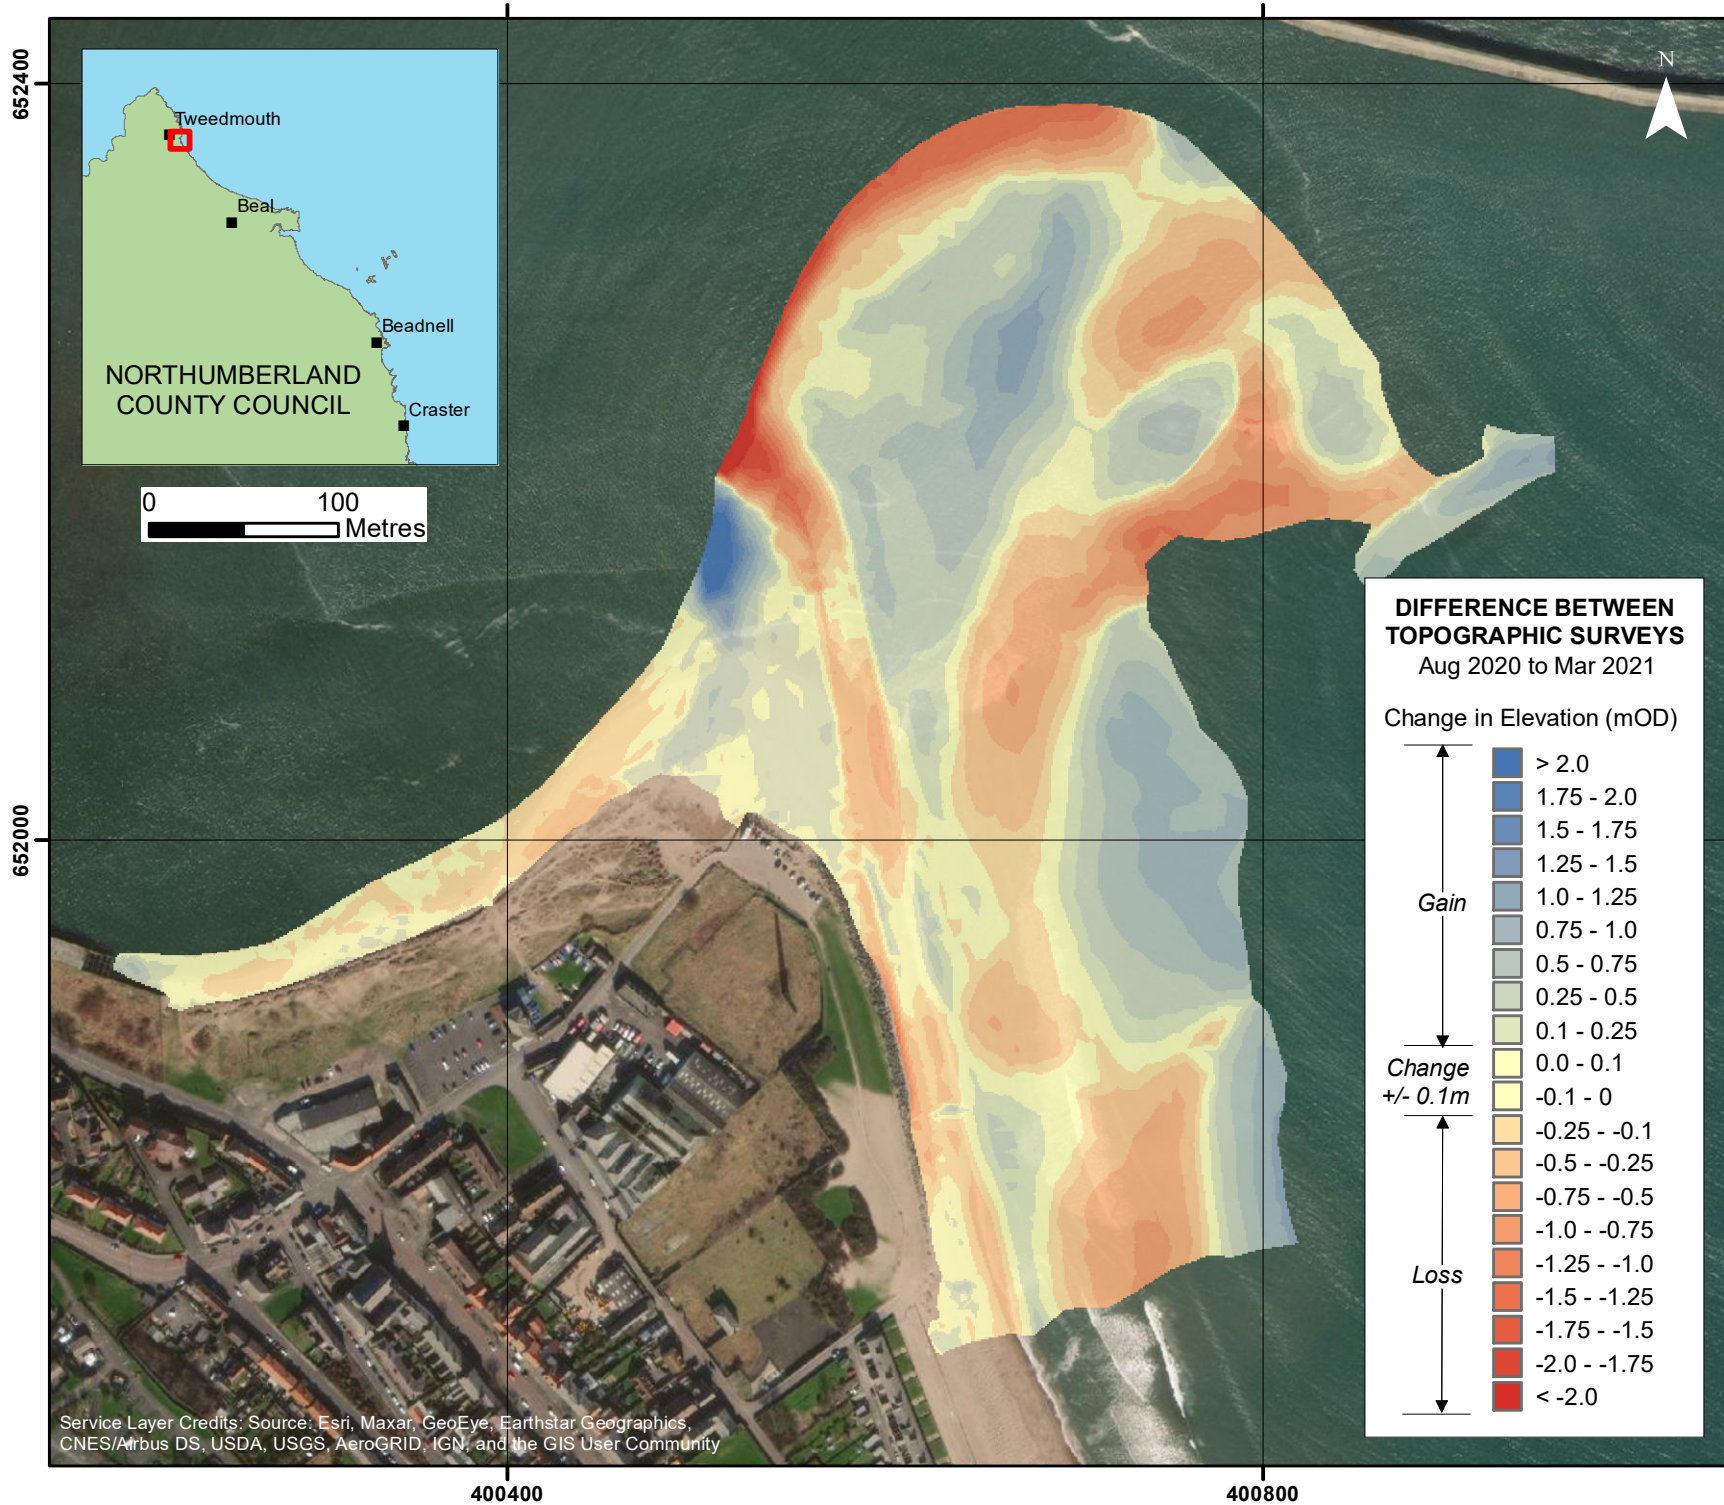 652400
652000
400400
400800
N
Tweedmouth
Beal
Beadnell
Craster
NORTHUMBERLAND
COUNTY COUNCIL
0 100
Metres
DIFFERENCE BETWEEN
TOPOGRAPHIC SURVEYS
Aug 2020 to Mar 2021
Change in Elevation (mOD)
> 2.0
1.75 - 2.0
1.5 - 1.75
1.25 - 1.5
Gain
1.0 - 1.25
0.75 - 1.0
0.5 - 0.75
0.25 - 0.5
0.1 - 0.25
Change
+/- 0.1m
0.0 - 0.1
-0.1 - 0
-0.25 - -0.1
-0.5 - -0.25
-0.75 - -0.5
-1.0 - -0.75
Loss
-1.25 - -1.0
-1.5 - -1.25
-1.75 - -1.5
-2.0 - -1.75
< -2.0
Service Layer Credits: Source: Esri, Maxar, GeoEye, Earthstar Geographics,
CNES/Airbus DS, USDA, USGS, AeroGRID, IGN, and the GIS User Community